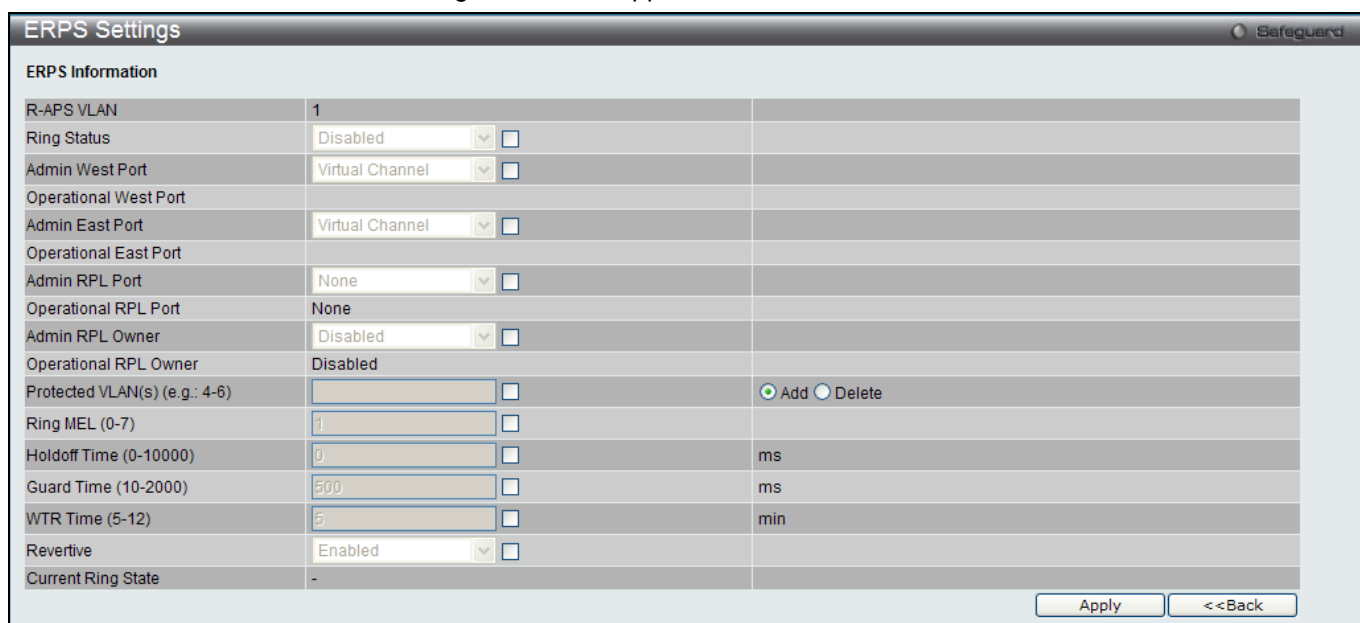 ERPS Settings
Safeguard
ERPS Information
R-APS VLAN 1
Ring Status Disabled
Admin West Port Virtual Channel
Operational West Port
Admin East Port Virtual Channel
Operational East Port
Admin RPL Port None
Operational RPL Port None
Admin RPL Owner Disabled
Operational RPL Owner Disabled
Protected VLAN(s) (e.g.: 4-6) Add Delete
Ring MEL (0-7) 1
Holdoff Time (0-10000) 0 ms
Guard Time (10-2000) 500 ms
WTR Time (5-12) 5 min
Revertive Enabled
Current Ring State -
Apply <<Back